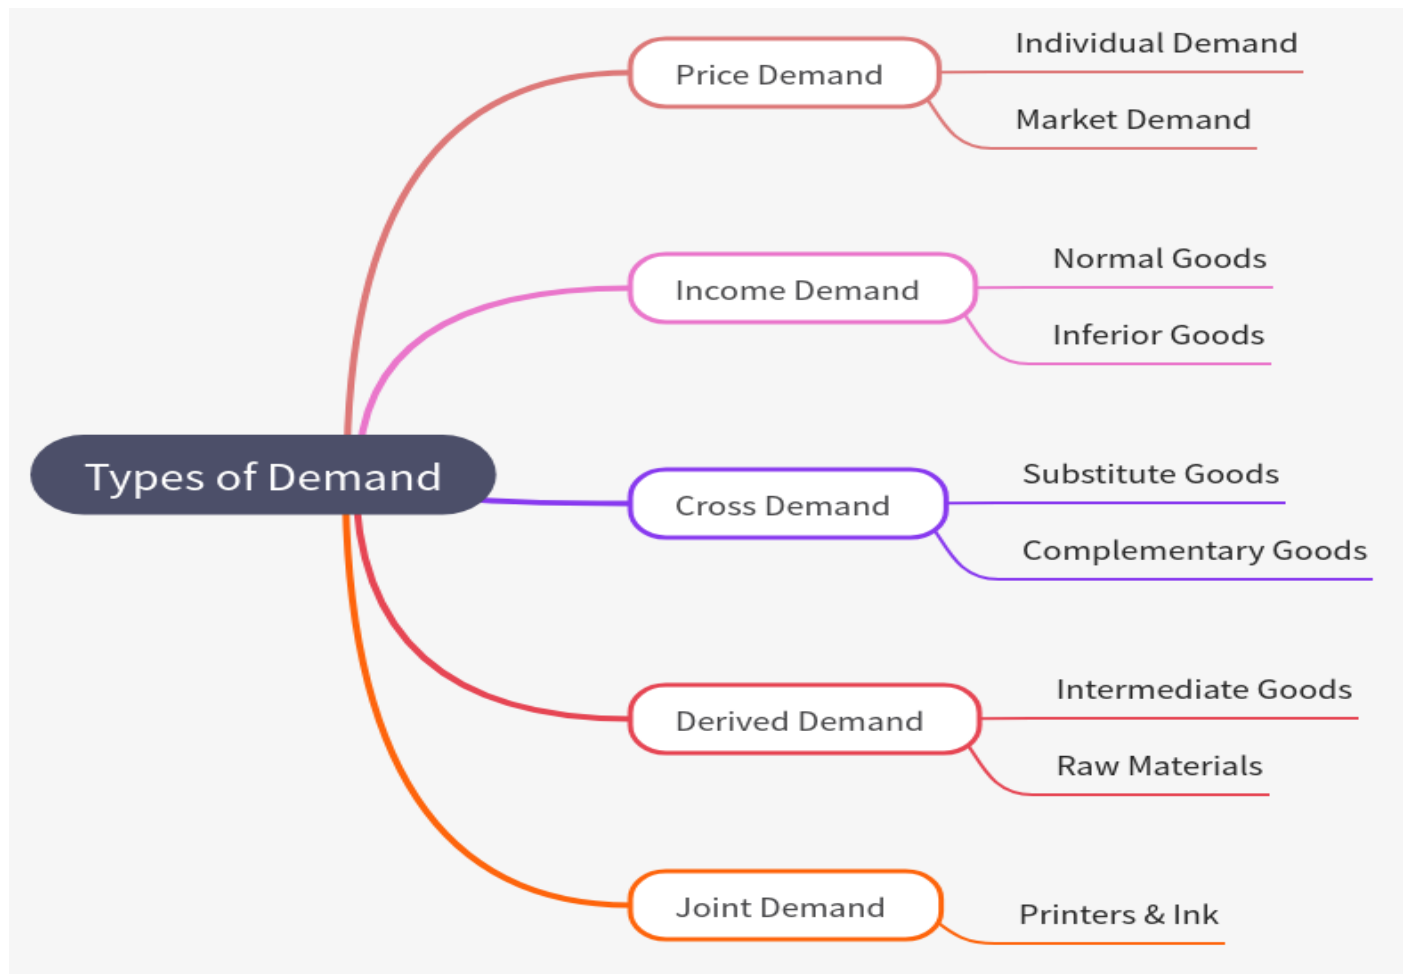 Types of Demand
Price Demand
Individual Demand
Market Demand
Income Demand
Normal Goods
Inferior Goods
Cross Demand
Substitute Goods
Complementary Goods
Derived Demand
Intermediate Goods
Raw Materials
Joint Demand
Printers & Ink